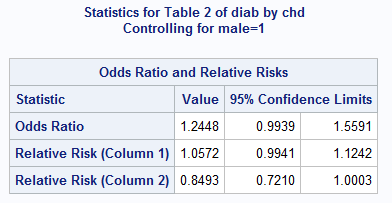 Statistics for Table 2 of diab by chd
Controlling for male=1
Odds Ratio and Relative Risks
Statistic Value 95% Confidence Limits
Odds Ratio 1.2448 0.9939 1.5591
Relative Risk (Column 1) 1.0572 0.9941 1.1242
Relative Risk (Column 2) 0.8493 0.7210 1.0003